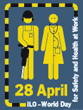 28 April
ILO - World Day
for Safety and Health at Work